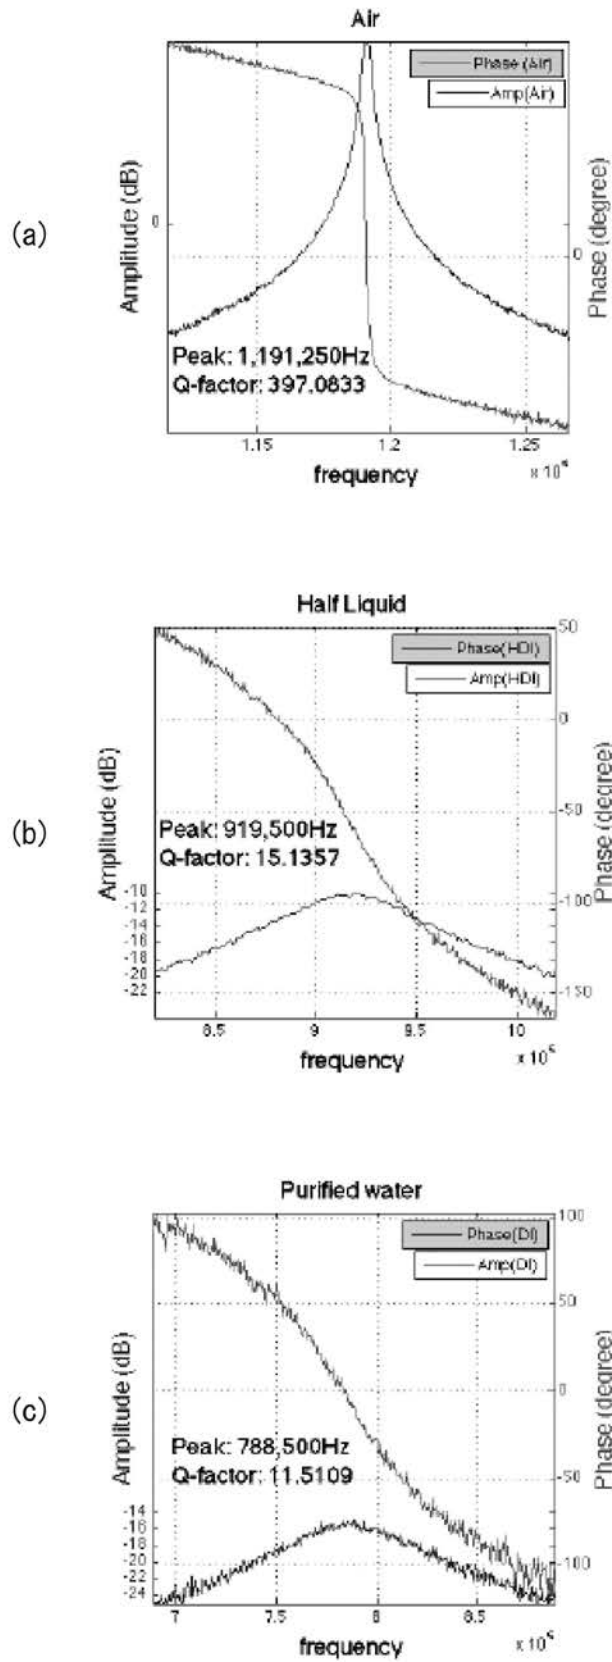 Air
Phase (Air)
Amp(Air)
(a)
Amplitude (dB)
0
0
Phase (degree)
Peak: 1,191,250Hz
Q-factor: 397.0833
1.15
1.2
1.25
frequency
Half Liquid
50
Phase(HDI)
Amp(HDI)
0
(b)
Amplitude (dB)
-50
Phase (degree)
Peak: 919,500Hz
Q-factor: 15.1357
-10
-12
-14
-16
-18
-20
-22
-100
-150
8.5
9
9.5
10
frequency
Purified water
100
Phase(DI)
Amp(DI)
50
0
(c)
Amplitude (dB)
Phase (degree)
Peak: 788,500Hz
Q-factor: 11.5109
-50
-14
-16
-18
-20
-22
-24
-100
7
7.5
8
8.5
frequency